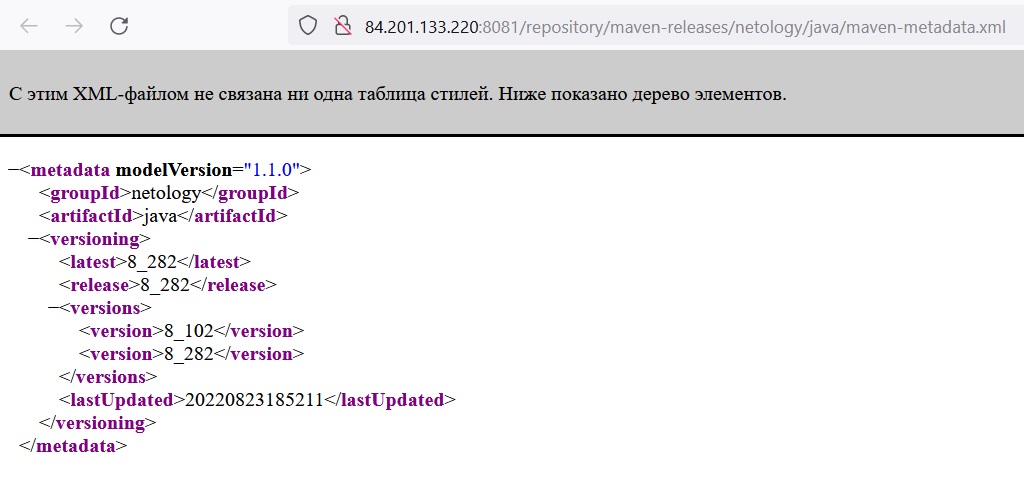 84.201.133.220:8081/repository/maven-releases/netology/java/maven-metadata.xml
С этим XML-файлом не связана ни одна таблица стилей. Ниже показано дерево элементов.
−<metadata modelVersion="1.1.0">
<groupId>netology</groupId>
<artifactId>java</artifactId>
−<versioning>
<latest>8_282</latest>
<release>8_282</release>
−<versions>
<version>8_102</version>
<version>8_282</version>
</versions>
<lastUpdated>20220823185211</lastUpdated>
</versioning>
</metadata>